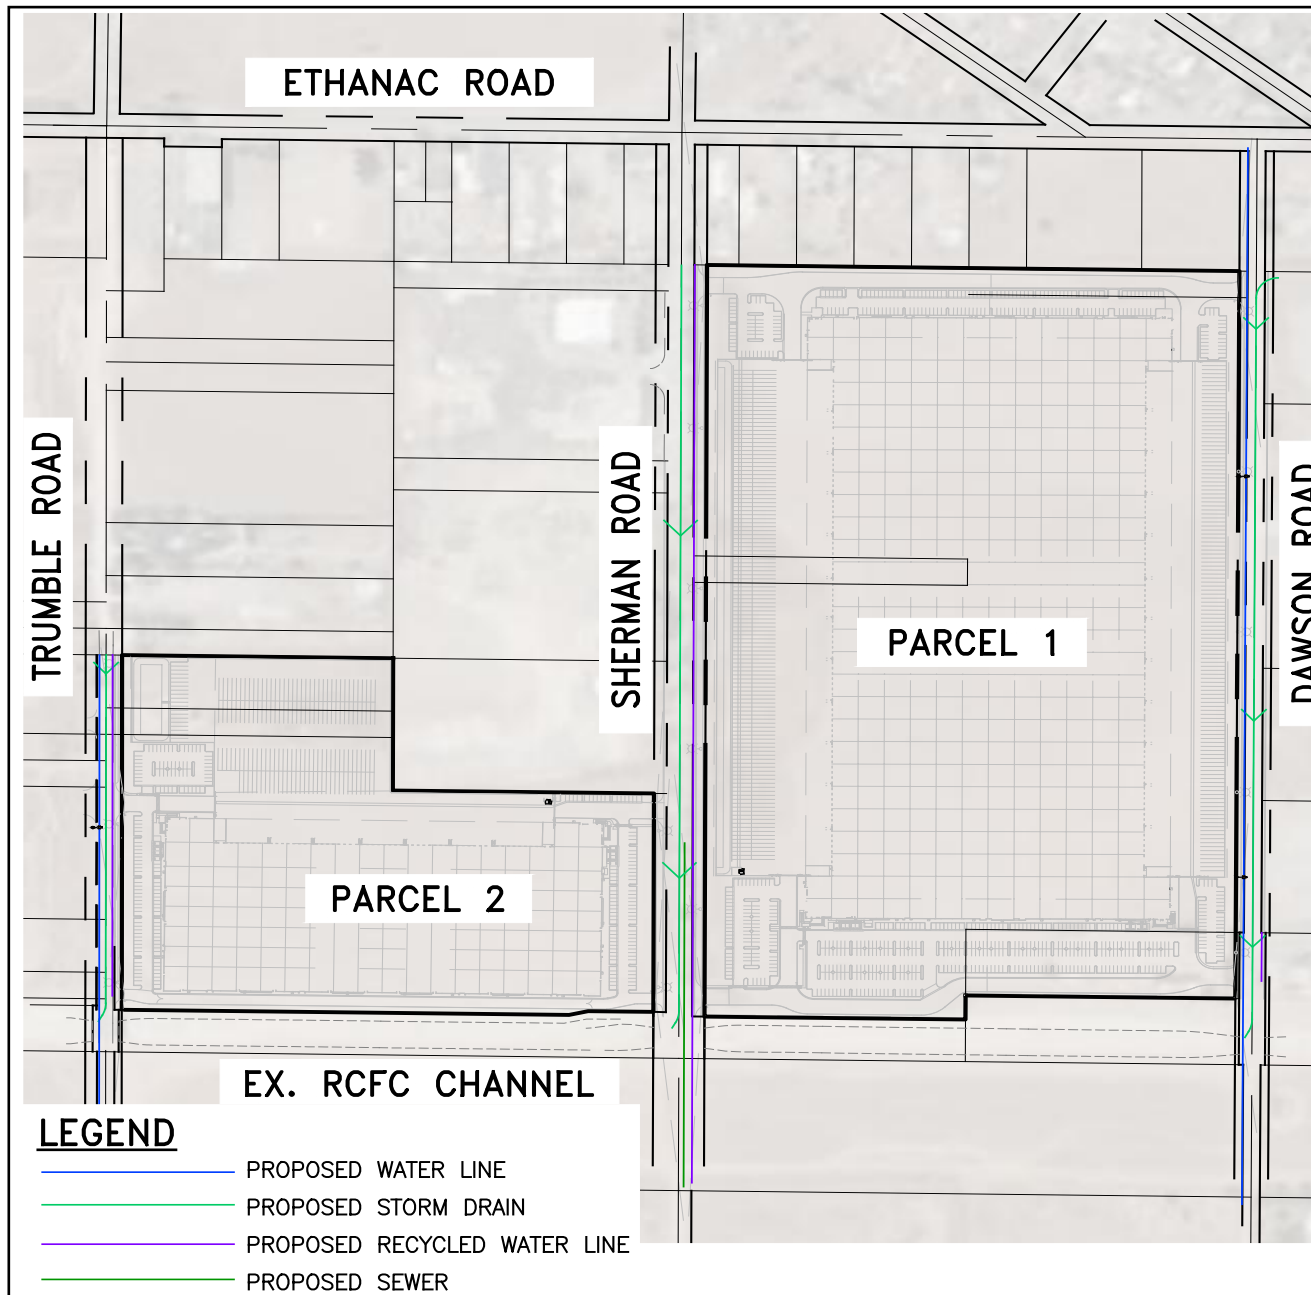 ETHANAC ROAD
TRUMBLE ROAD
SHERMAN ROAD
DAWSON ROAD
PARCEL 1
PARCEL 2
EX. RCFC CHANNEL
LEGEND
PROPOSED WATER LINE
PROPOSED STORM DRAIN
PROPOSED RECYCLED WATER LINE
PROPOSED SEWER